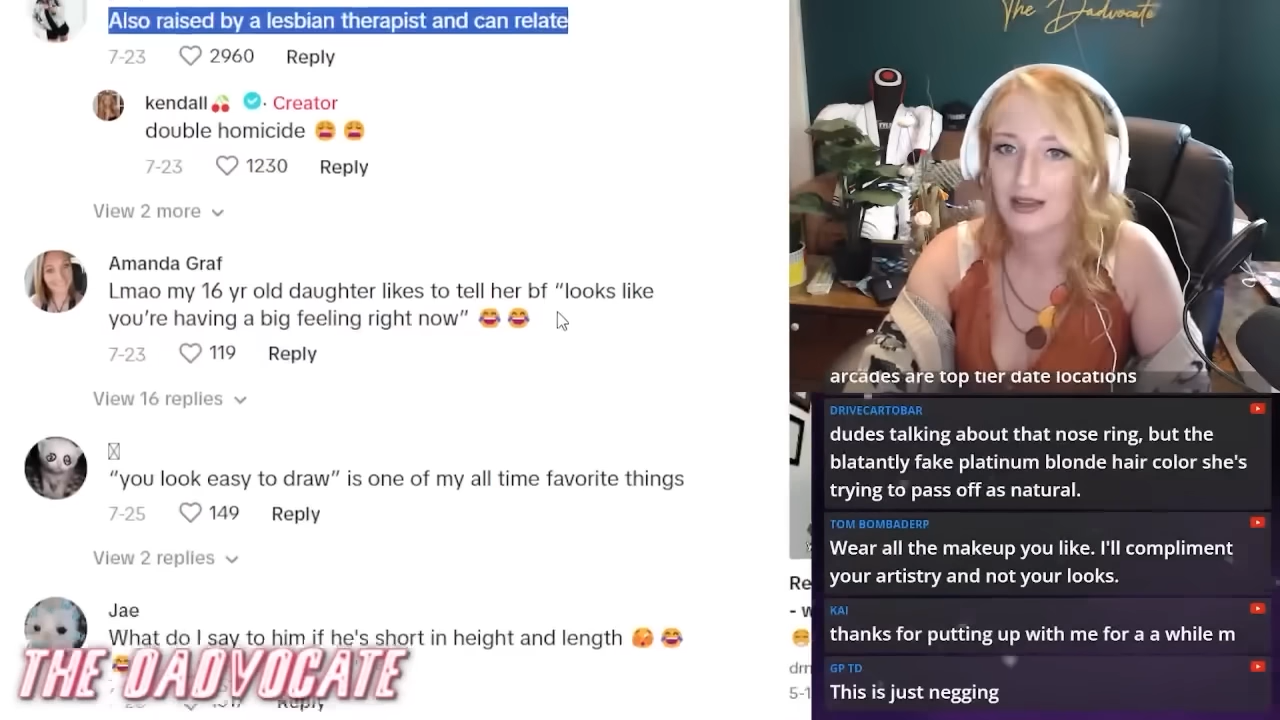 Also raised by a lesbian therapist and can relate
7-23 2960 Reply
kendall🍒 · Creator
double homicide 😩 😩
7-23 1230 Reply
View 2 more
Amanda Graf
Lmao my 16 yr old daughter likes to tell her bf “looks like
you’re having a big feeling right now” 😂 😂
7-23 119 Reply
View 16 replies
“you look easy to draw” is one of my all time favorite things
7-25 149 Reply
View 2 replies
Jae
What do I say to him if he's short in height and length 🥵 😂
Reply
THE DADVOCATE
The Dadvocate
arcades are top tier date locations
DRIVECARTOBAR
dudes talking about that nose ring, but the
blatantly fake platinum blonde hair color she's
trying to pass off as natural.
TOM BOMBADERP
Wear all the makeup you like. I'll compliment
your artistry and not your looks.
KAI
thanks for putting up with me for a a while m
GP TD
This is just negging
Re
- w
drn
5-1